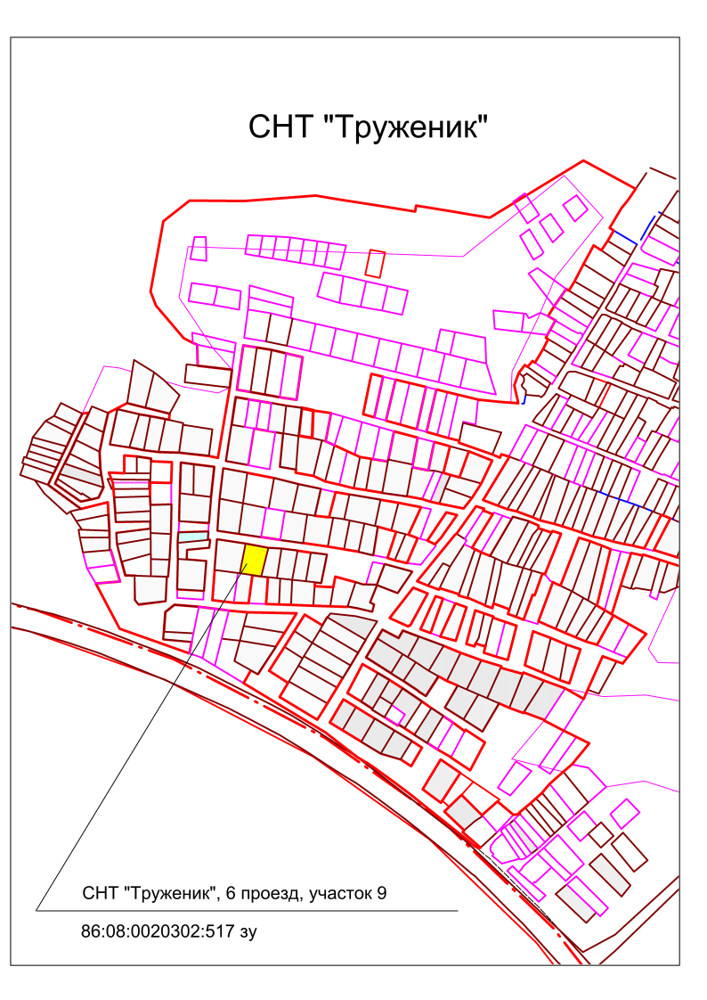 СНТ "Труженик"
СНТ "Труженик", 6 проезд, участок 9
86:08:0020302:517 зу